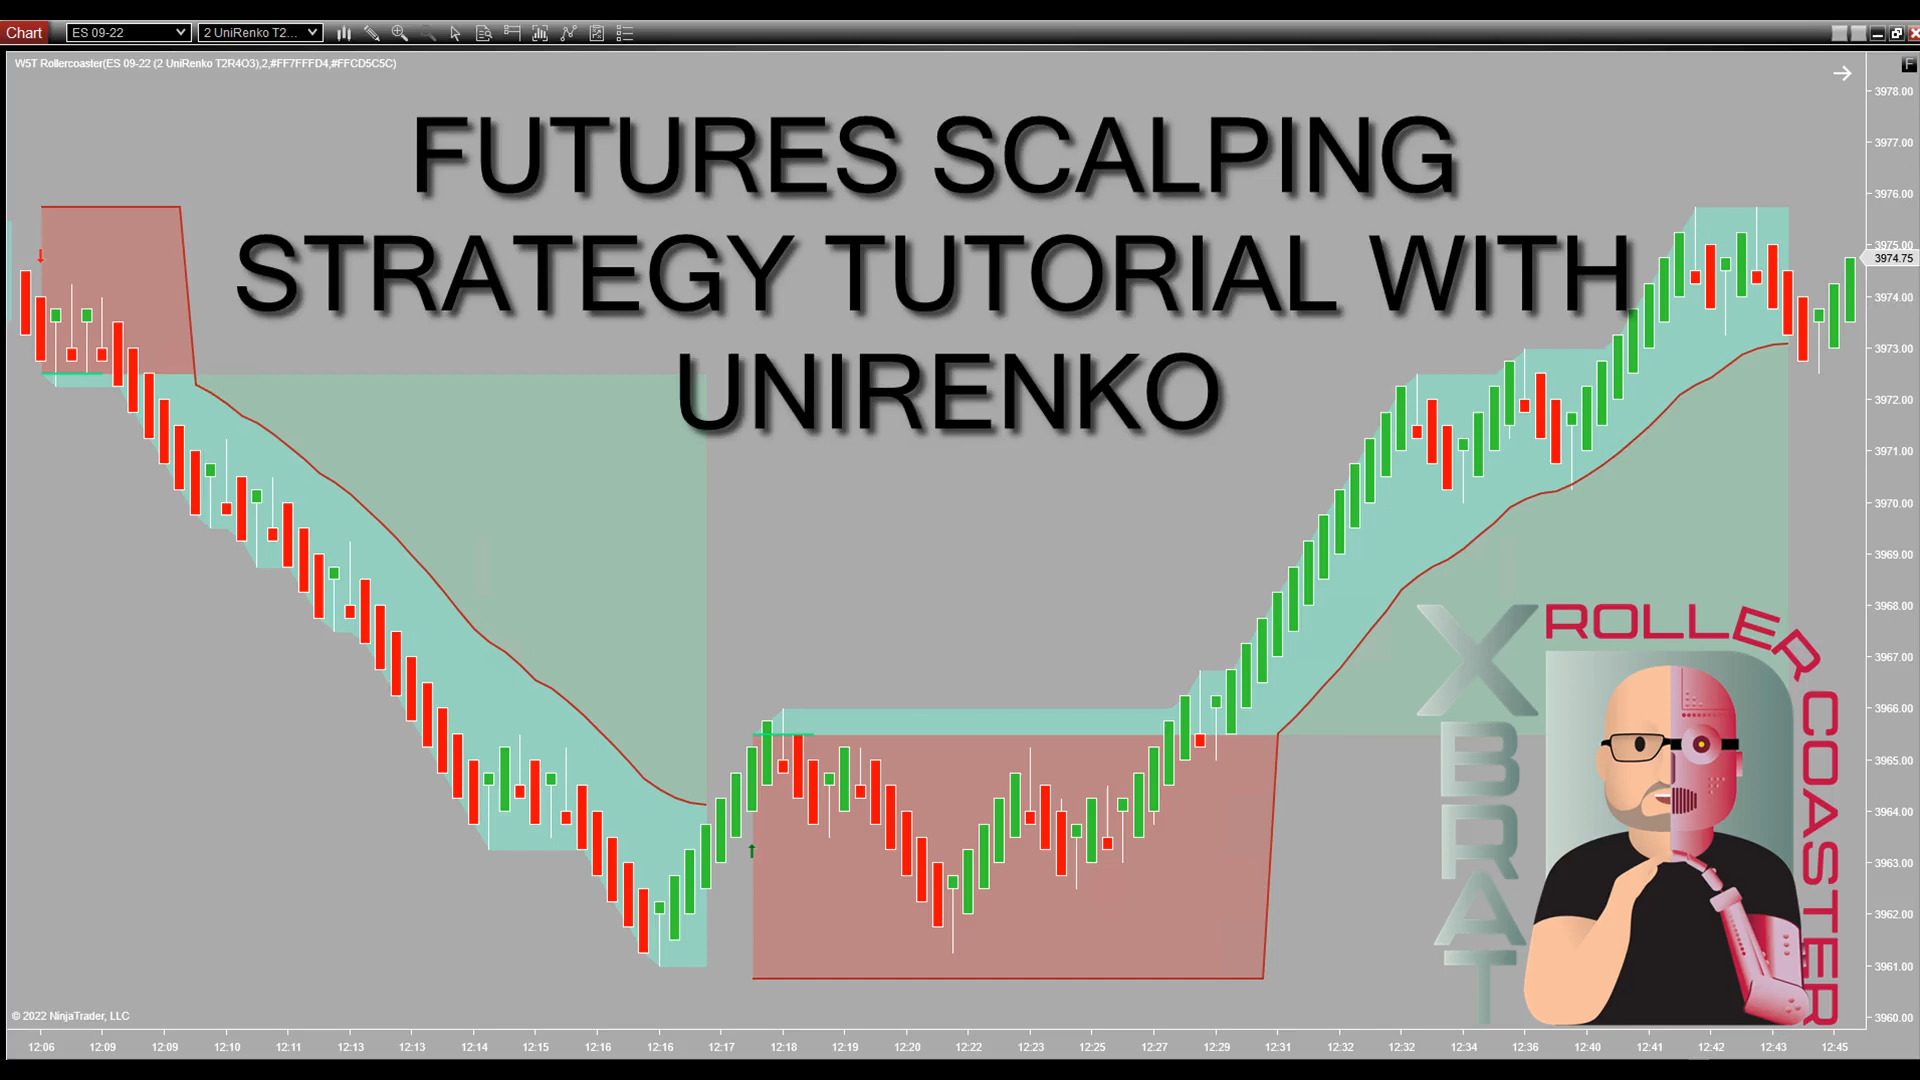 Chart
ES 09-22
2 UniRenko T2...
W5T Rollercoaster(ES 09-22 (2 UniRenko T2R4O3),2,#FF7FFFD4,#FFCD5C5C)
F
FUTURES SCALPING
STRATEGY TUTORIAL WITH
UNIRENKO
3978.00
3977.00
3976.00
3975.00
3974.75
3974.00
3973.00
3972.00
3971.00
3970.00
3969.00
3968.00
3967.00
3966.00
3965.00
3964.00
3963.00
3962.00
3961.00
3960.00
XBRAT
ROLLERCOASTER
© 2022 NinjaTrader, LLC
12:06 12:09 12:09 12:10 12:11 12:13 12:13 12:14 12:15 12:16 12:16 12:17 12:18 12:19 12:20 12:22 12:23 12:25 12:27 12:29 12:31 12:32 12:32 12:34 12:36 12:40 12:41 12:42 12:43 12:45